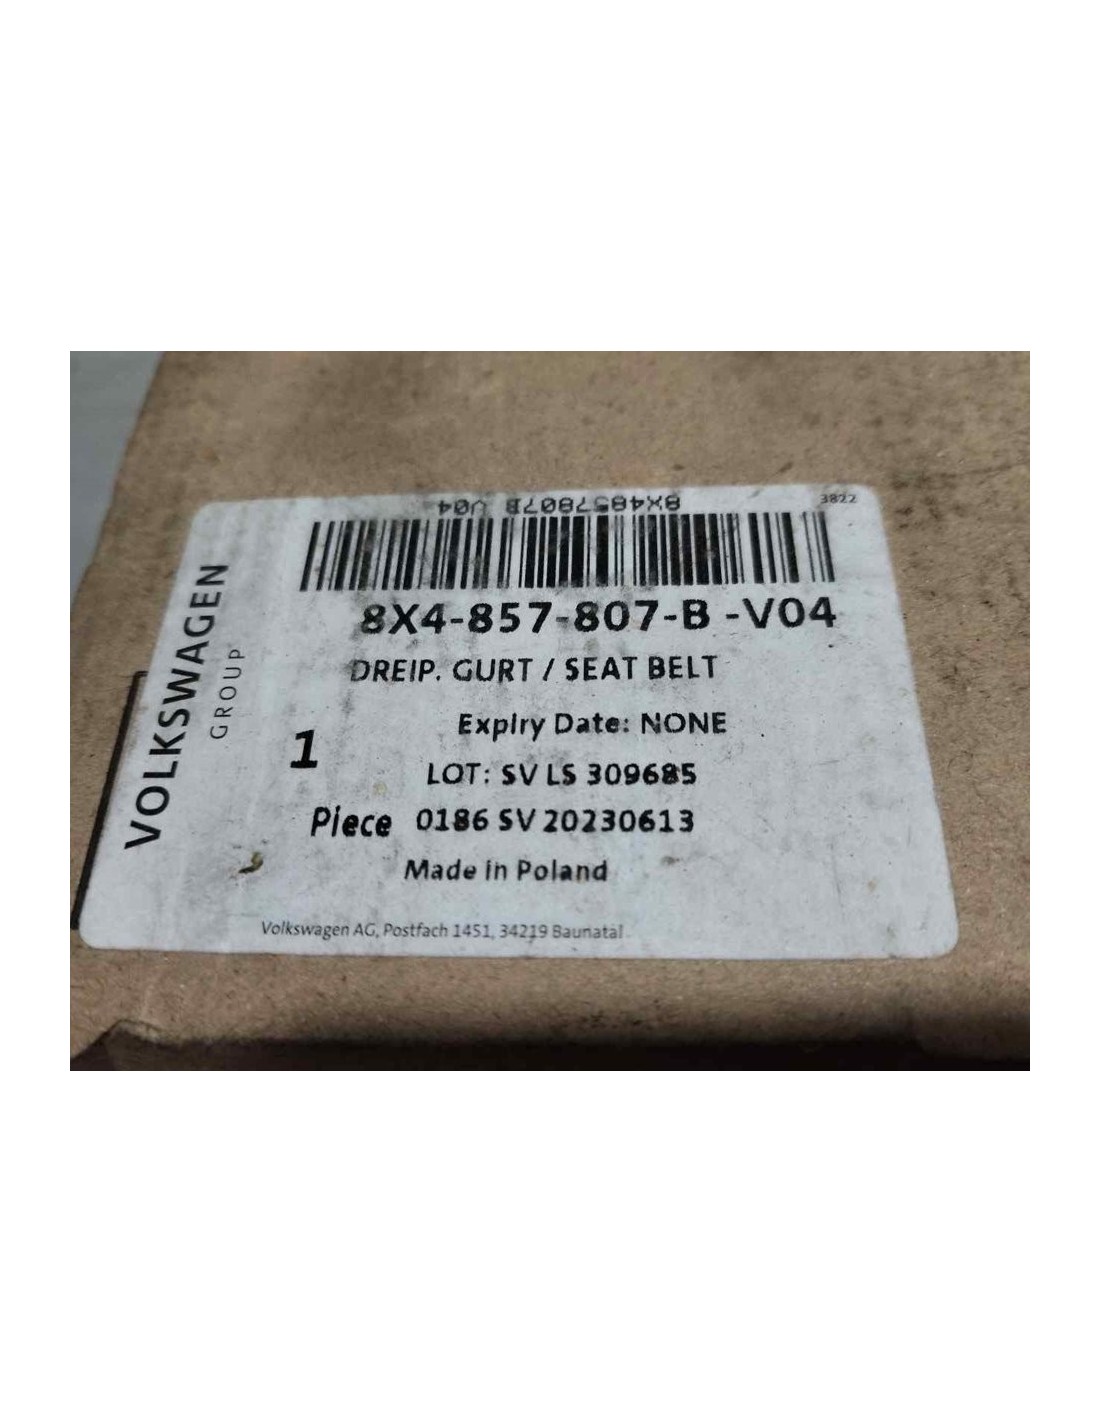 8X4857807B V04
3822
8X4-857-807-B -V04
DREIP. GURT / SEAT BELT
Expiry Date: NONE
1
LOT: SV LS 309685
Piece 0186 SV 20230613
Made in Poland
Volkswagen AG, Postfach 1451, 34219 Baunatal
VOLKSWAGEN
GROUP